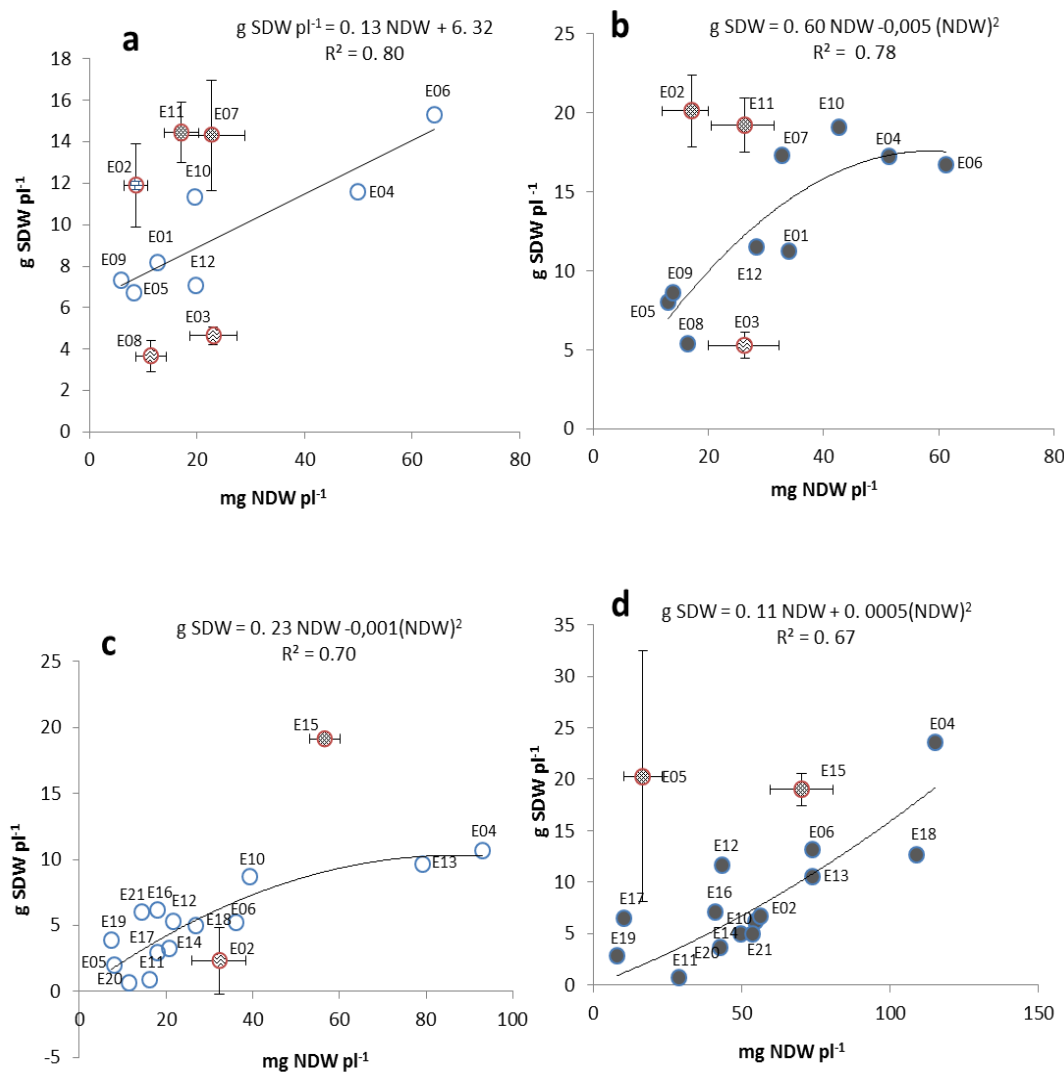 a
g SDW pl⁻¹ = 0. 13 NDW + 6. 32
R² = 0. 80
18
16
14
12
10
8
6
4
2
0
g SDW pl⁻¹
E06
E11
E07
E02
E10
E04
E01
E09
E12
E05
E03
E08
0
20
40
60
80
mg NDW pl⁻¹
b
g SDW = 0. 60 NDW -0,005 (NDW)²
R² = 0. 78
25
20
15
10
5
0
g SDW pl⁻¹
E02
E11
E10
E07
E04
E06
E01
E09
E12
E05
E08
E03
0
20
40
60
80
mg NDW pl⁻¹
c
g SDW = 0. 23 NDW -0,001(NDW)²
R² = 0.70
25
20
15
10
5
0
-5
g SDW pl⁻¹
E15
E04
E10
E13
E21
E16
E12
E06
E19
E18
E17
E14
E02
E05
E11
E20
0
20
40
60
80
100
mg NDW pl⁻¹
d
g SDW = 0. 11 NDW + 0. 0005(NDW)²
R² = 0. 67
35
30
25
20
15
10
5
0
g SDW pl⁻¹
E04
E05
E15
E12
E06
E18
E13
E17
E16
E10
E02
E14
E19
E20
E21
E11
0
50
100
150
mg NDW pl⁻¹